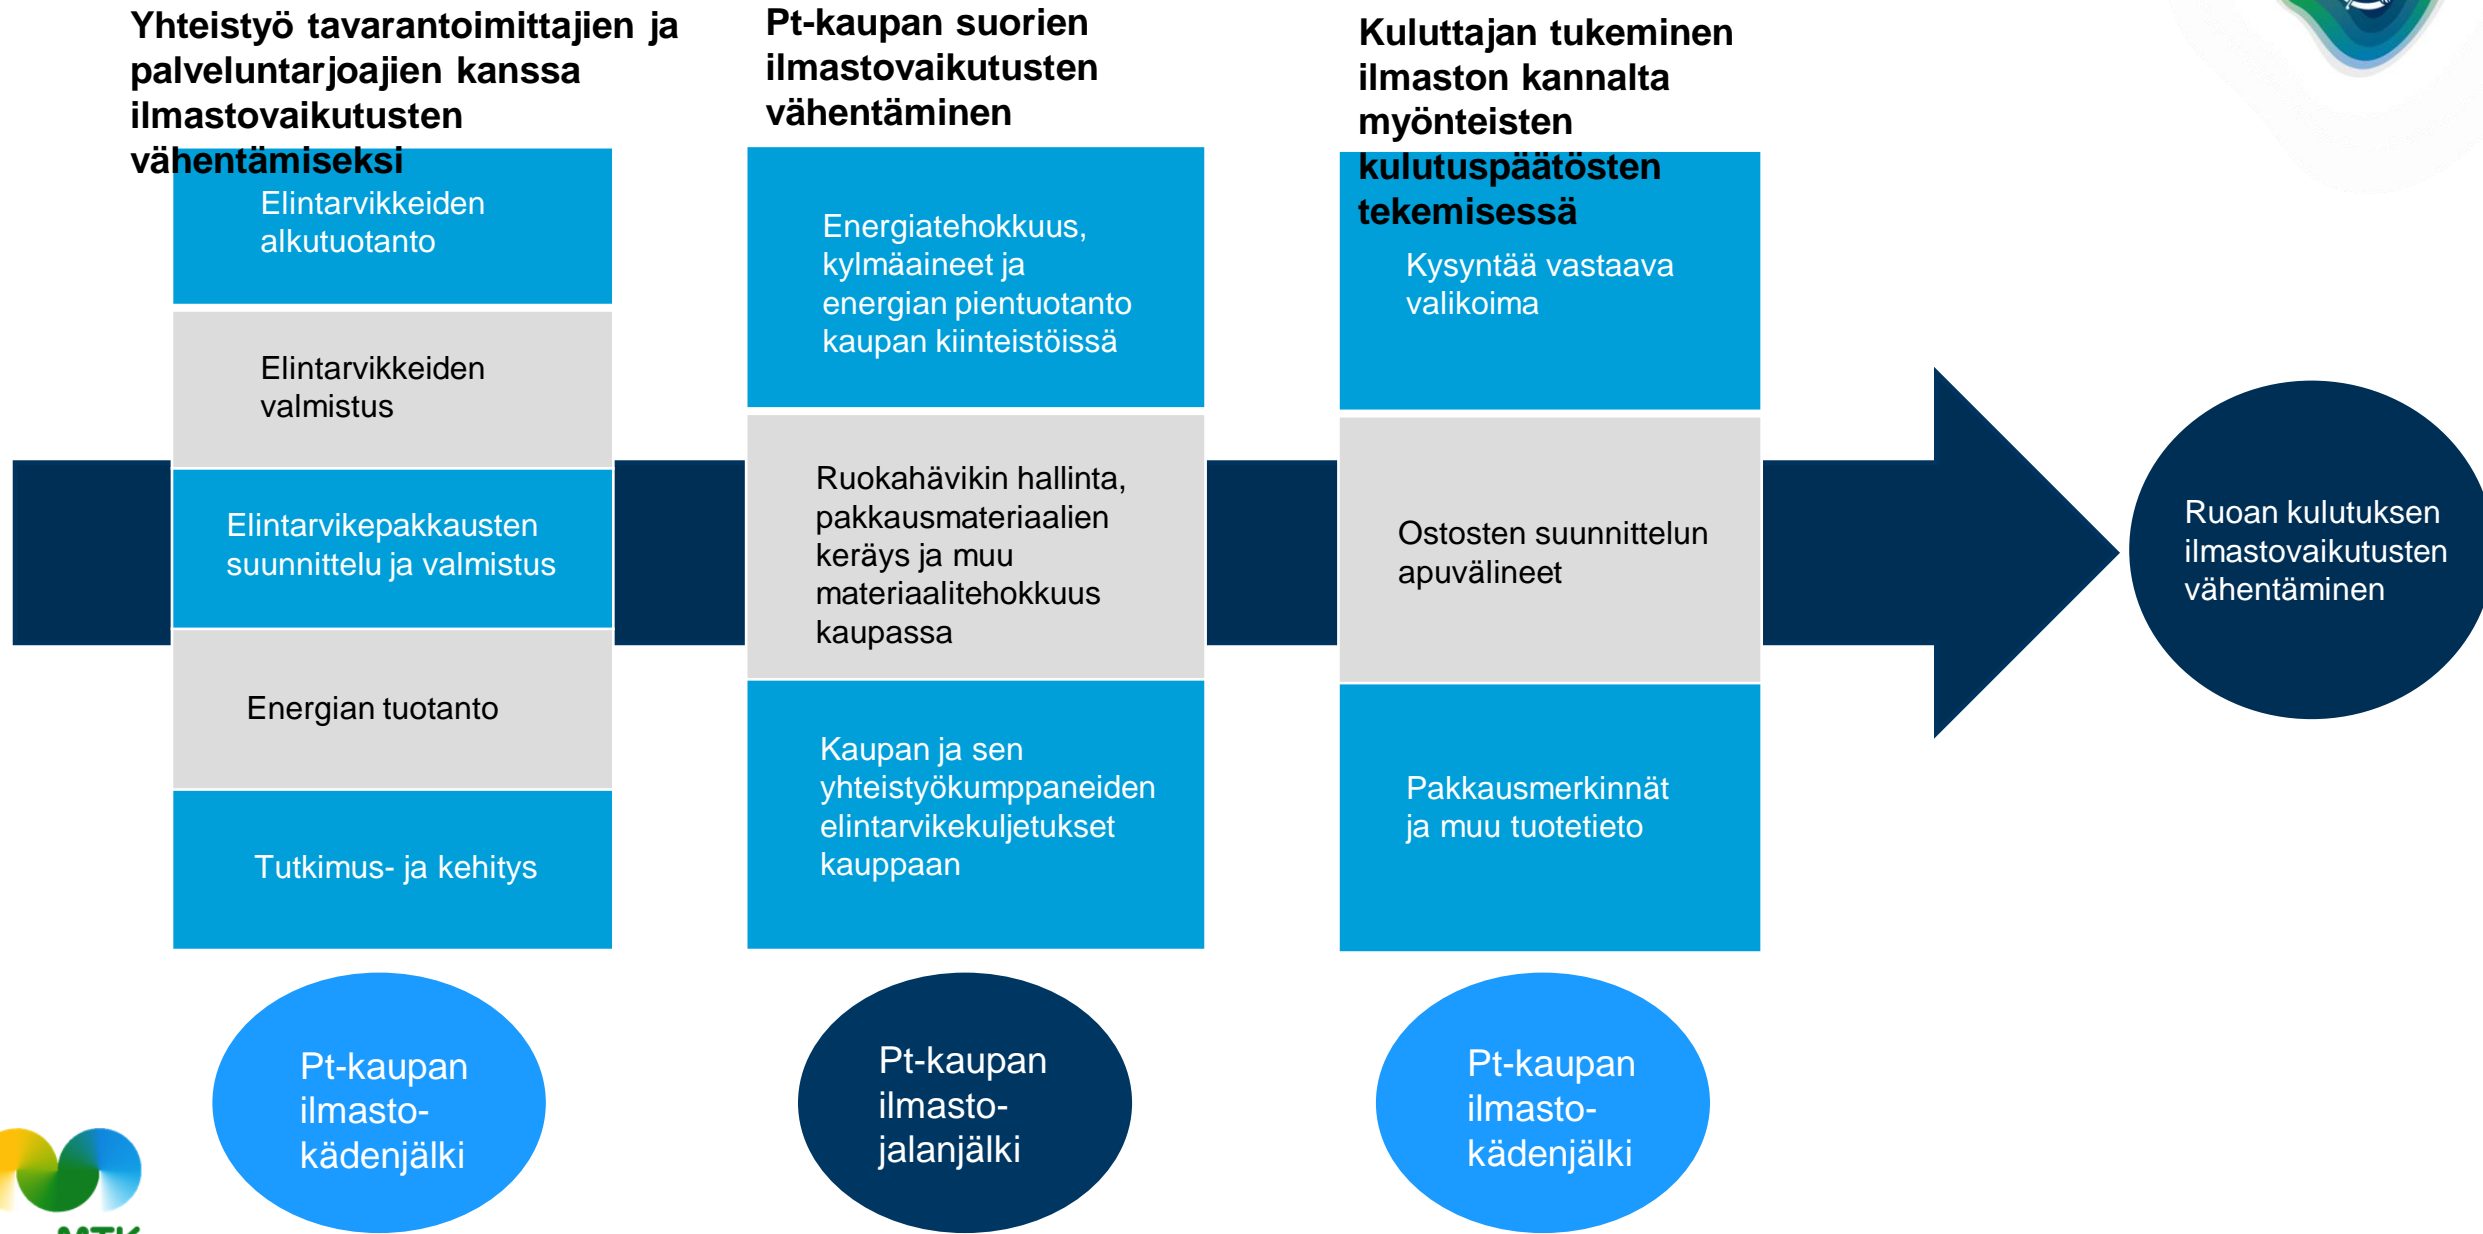 Yhteistyö tavarantoimittajien ja
palveluntarjoajien kanssa
ilmastovaikutusten
vähentämiseksi
Elintarvikkeiden
alkutuotanto
Elintarvikkeiden
valmistus
Elintarvikepakkausten
suunnittelu ja valmistus
Energian tuotanto
Tutkimus- ja kehitys
Pt-kaupan
ilmasto-
kädenjälki
Pt-kaupan suorien
ilmastovaikutusten
vähentäminen
Energiatehokkuus,
kylmäaineet ja
energian pientuotanto
kaupan kiinteistöissä
Ruokahävikin hallinta,
pakkausmateriaalien
keräys ja muu
materiaalitehokkuus
kaupassa
Kaupan ja sen
yhteistyökumppaneiden
elintarvikekuljetukset
kauppaan
Pt-kaupan
ilmasto-
jalanjälki
Kuluttajan tukeminen
ilmaston kannalta
myönteisten
kulutuspäätösten
tekemisessä
Kysyntää vastaava
valikoima
Ostosten suunnittelun
apuvälineet
Pakkausmerkinnät
ja muu tuotetieto
Pt-kaupan
ilmasto-
kädenjälki
Ruoan kulutuksen
ilmastovaikutusten
vähentäminen
MTK